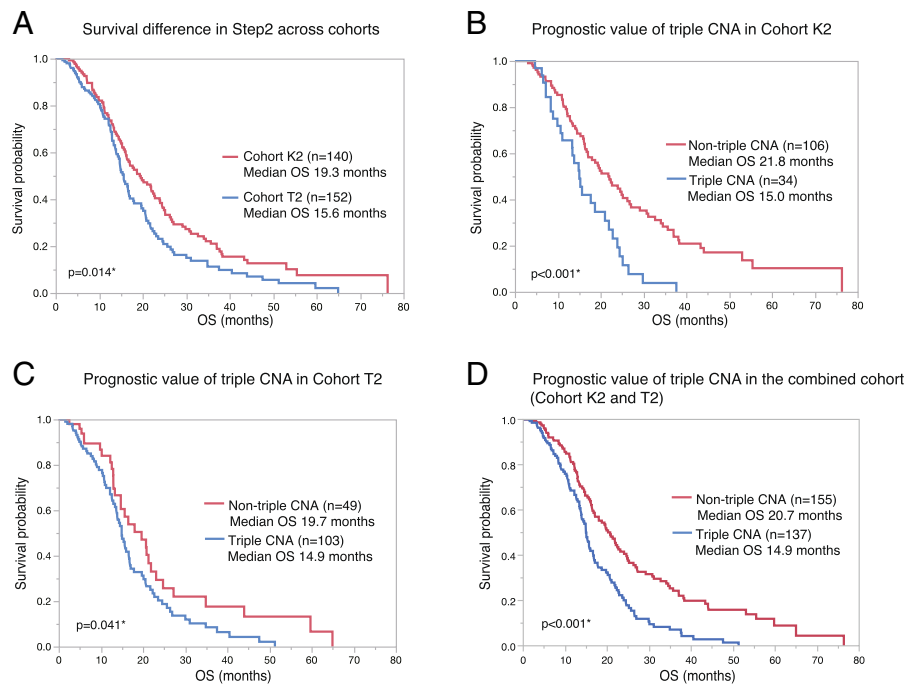 A
Survival difference in Step2 across cohorts
Survival probability
1.0
0.8
0.6
0.4
0.2
0.0
Cohort K2 (n=140)
Median OS 19.3 months
Cohort T2 (n=152)
Median OS 15.6 months
p=0.014*
0 10 20 30 40 50 60 70 80
OS (months)
B
Prognostic value of triple CNA in Cohort K2
Survival probability
1.0
0.8
0.6
0.4
0.2
0.0
Non-triple CNA (n=106)
Median OS 21.8 months
Triple CNA (n=34)
Median OS 15.0 months
p<0.001*
0 10 20 30 40 50 60 70 80
OS (months)
C
Prognostic value of triple CNA in Cohort T2
Survival probability
1.0
0.8
0.6
0.4
0.2
0.0
Non-triple CNA (n=49)
Median OS 19.7 months
Triple CNA (n=103)
Median OS 14.9 months
p=0.041*
0 10 20 30 40 50 60 70 80
OS (months)
D
Prognostic value of triple CNA in the combined cohort
(Cohort K2 and T2)
Survival probability
1.0
0.8
0.6
0.4
0.2
0.0
Non-triple CNA (n=155)
Median OS 20.7 months
Triple CNA (n=137)
Median OS 14.9 months
p<0.001*
0 10 20 30 40 50 60 70 80
OS (months)